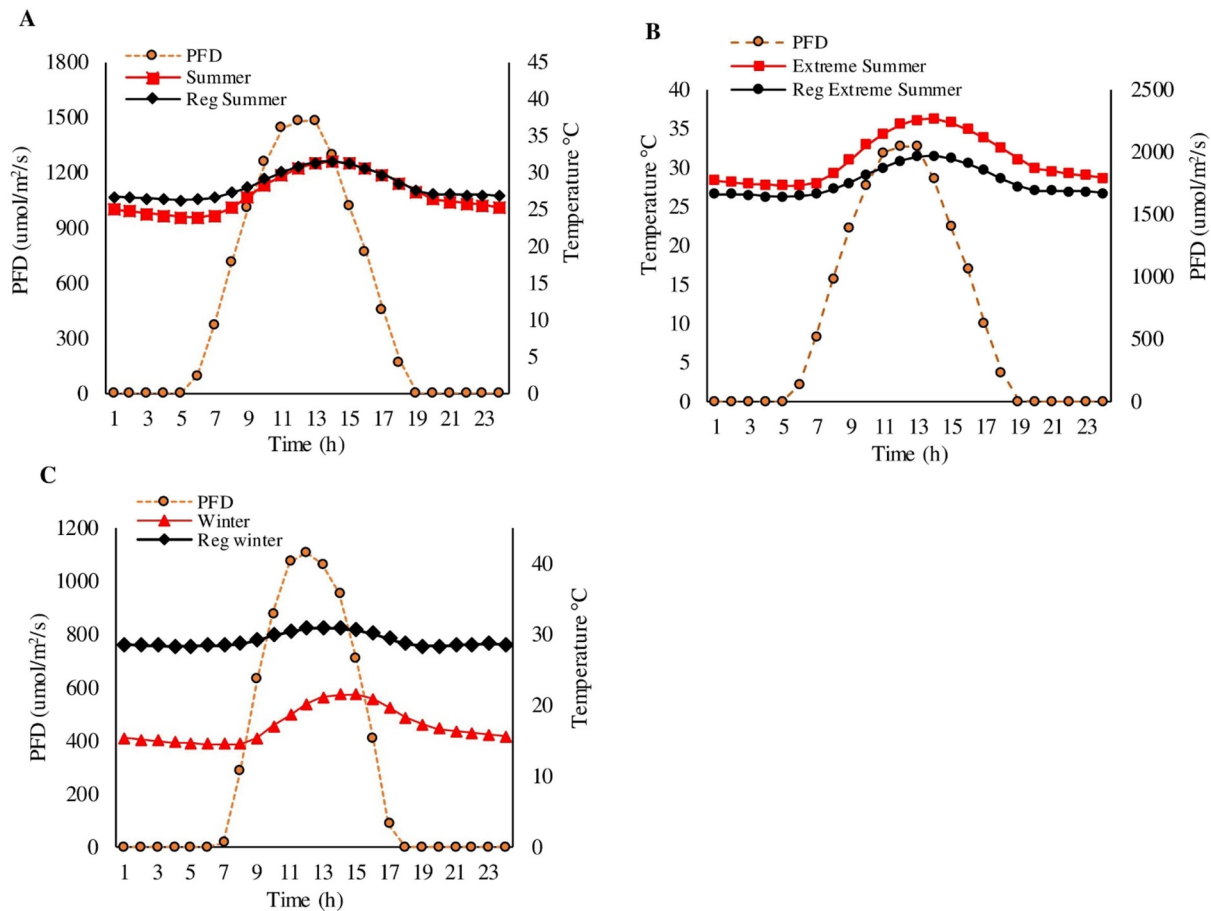 A
PFD
Summer
Reg Summer
1800
1500
1200
900
600
300
0
PFD (umol/m²/s)
45
40
35
30
25
20
15
10
5
0
Temperature °C
1 3 5 7 9 11 13 15 17 19 21 23
Time (h)
B
PFD
Extreme Summer
Reg Extreme Summer
40
35
30
25
20
15
10
5
0
Temperature °C
2500
2000
1500
1000
500
0
PFD (umol/m²/s)
1 3 5 7 9 11 13 15 17 19 21 23
Time (h)
C
PFD
Winter
Reg winter
1200
1000
800
600
400
200
0
PFD (umol/m²/s)
40
30
20
10
0
Temperature °C
1 3 5 7 9 11 13 15 17 19 21 23
Time (h)